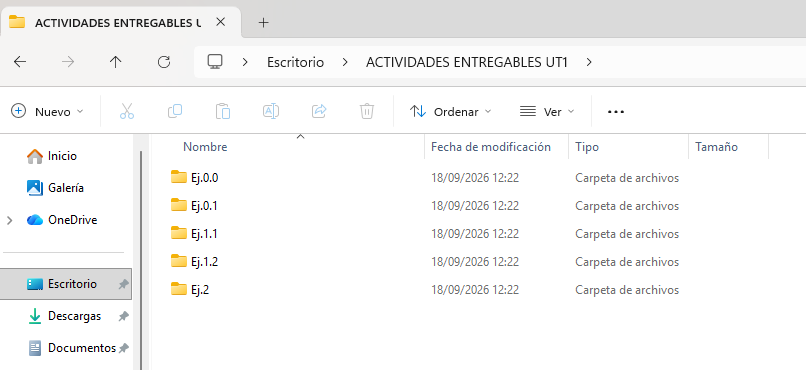 ACTIVIDADES ENTREGABLES U
Escritorio > ACTIVIDADES ENTREGABLES UT1 >
Nuevo Ordenar Ver ...
Nombre Fecha de modificación Tipo Tamaño
Inicio
Galería
OneDrive
Escritorio
Descargas
Documentos
Ej.0.0 18/09/2026 12:22 Carpeta de archivos
Ej.0.1 18/09/2026 12:22 Carpeta de archivos
Ej.1.1 18/09/2026 12:22 Carpeta de archivos
Ej.1.2 18/09/2026 12:22 Carpeta de archivos
Ej.2 18/09/2026 12:22 Carpeta de archivos